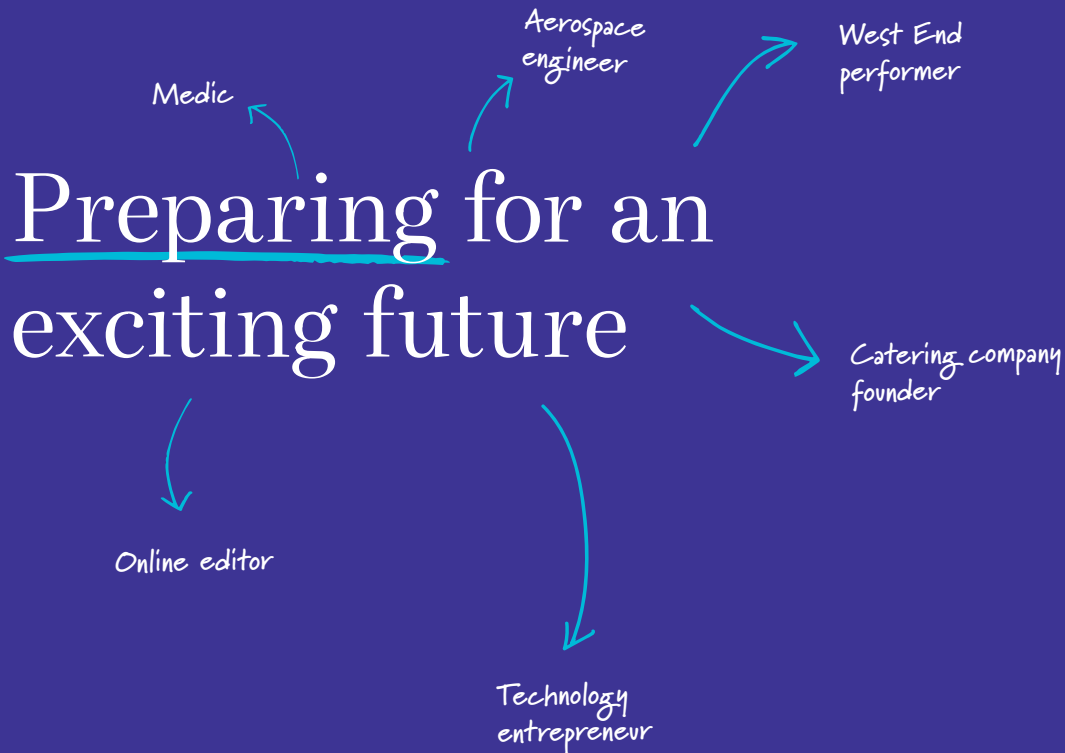 Aerospace
engineer
West End
performer
Medic
Preparing for an
exciting future
Catering company
founder
Online editor
Technology
entrepreneur